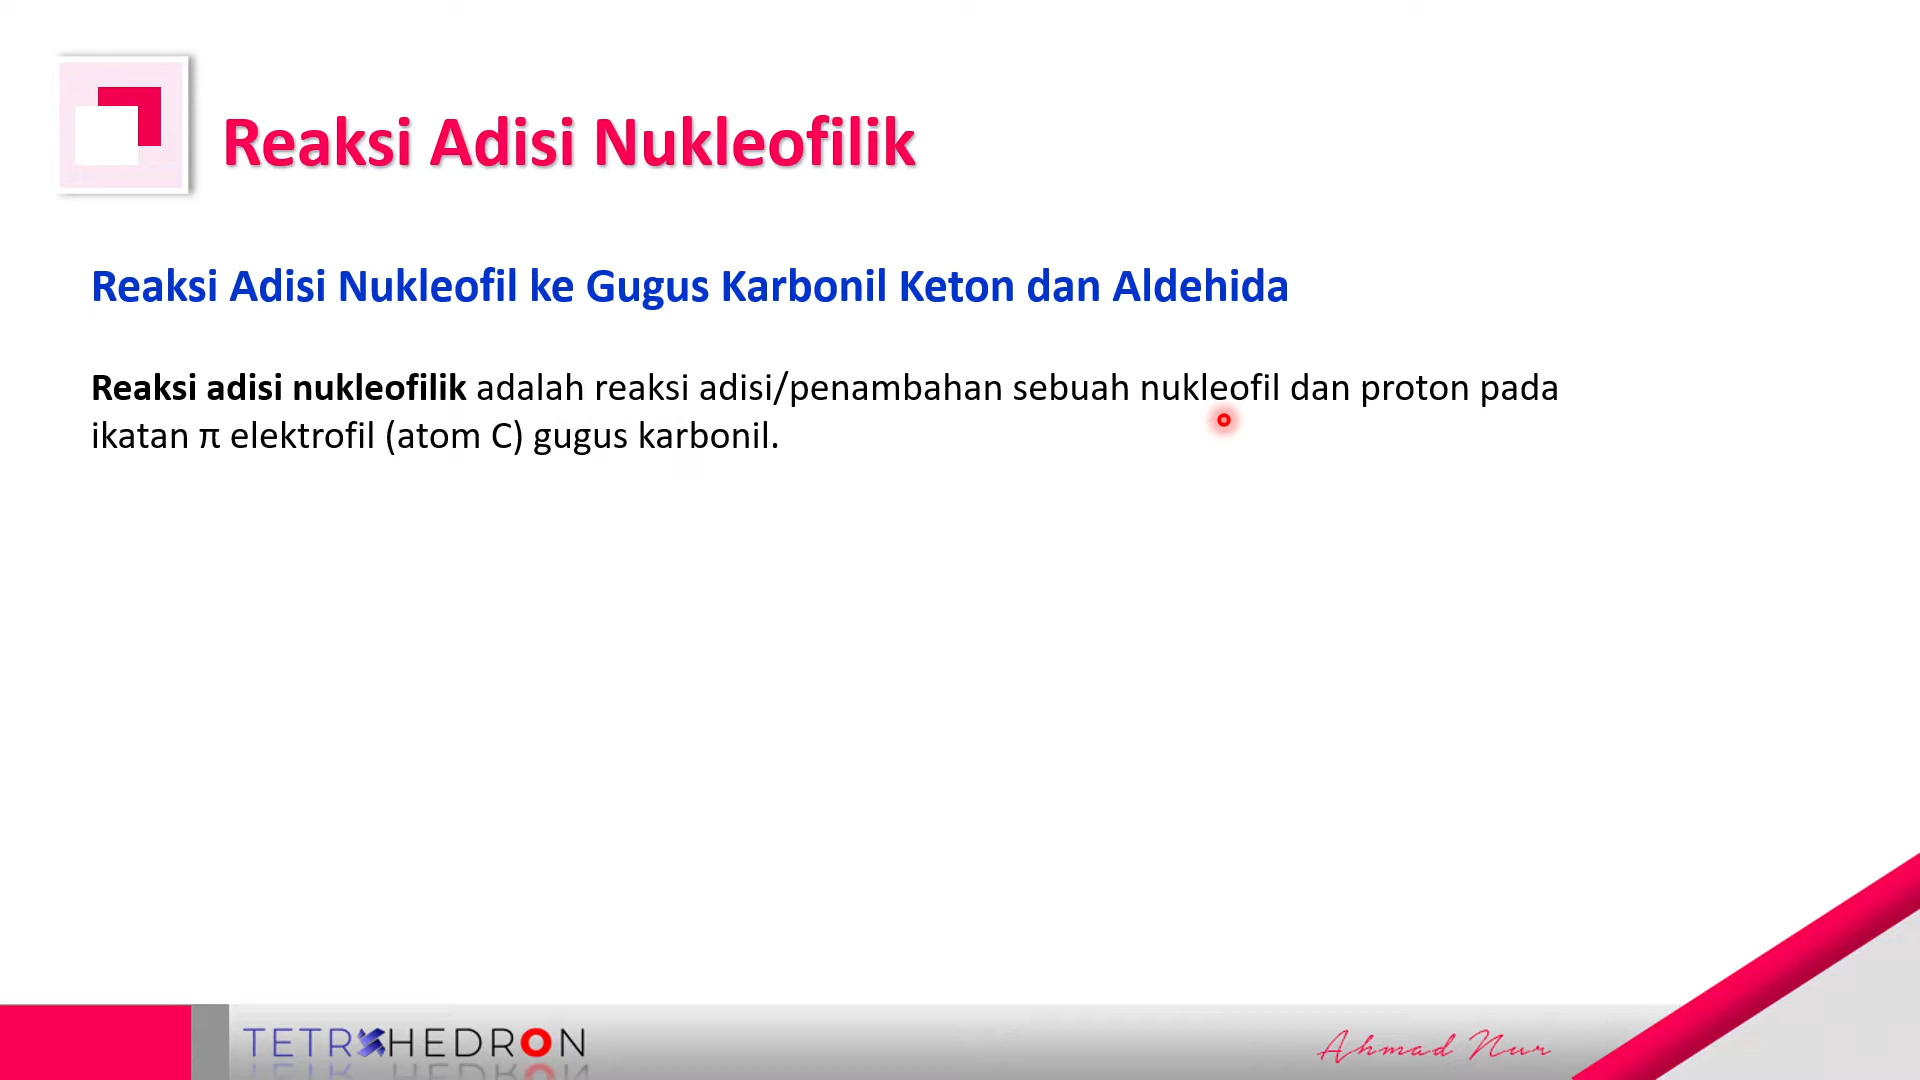 Reaksi Adisi Nukleofilik
Reaksi Adisi Nukleofil ke Gugus Karbonil Keton dan Aldehida
Reaksi adisi nukleofilik adalah reaksi adisi/penambahan sebuah nukleofil dan proton pada
ikatan π elektrofil (atom C) gugus karbonil.
TETRAHEDRON
Ahmad Nur